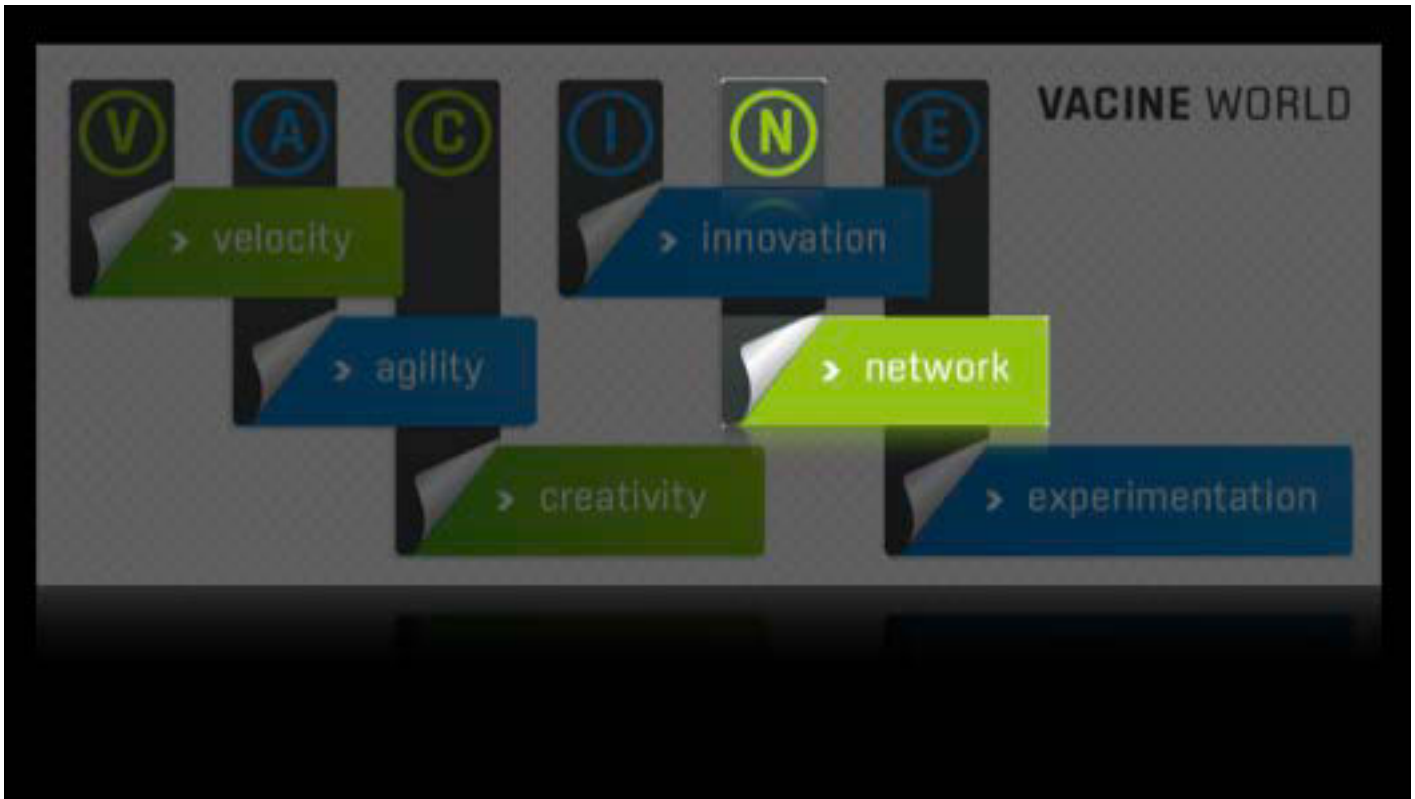 V A C I N E
VACINE WORLD
> velocity
> innovation
> agility
> network
> creativity
> experimentation